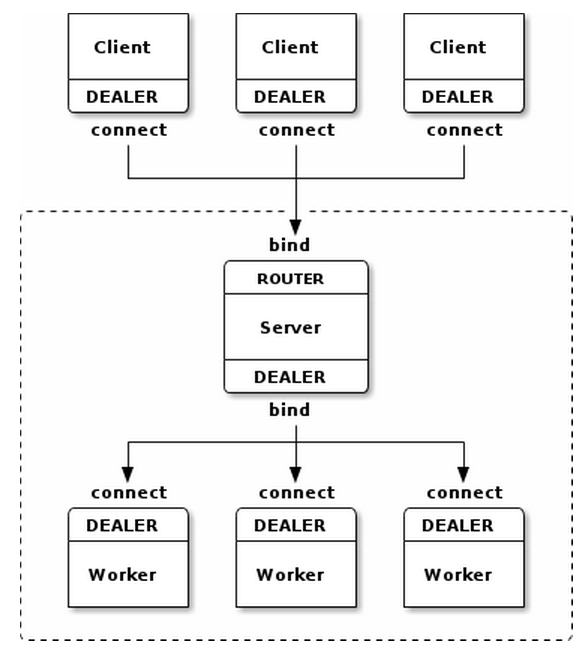 Client Client Client
DEALER DEALER DEALER
connect connect connect
bind
ROUTER
Server
DEALER
bind
connect connect connect
DEALER DEALER DEALER
Worker Worker Worker